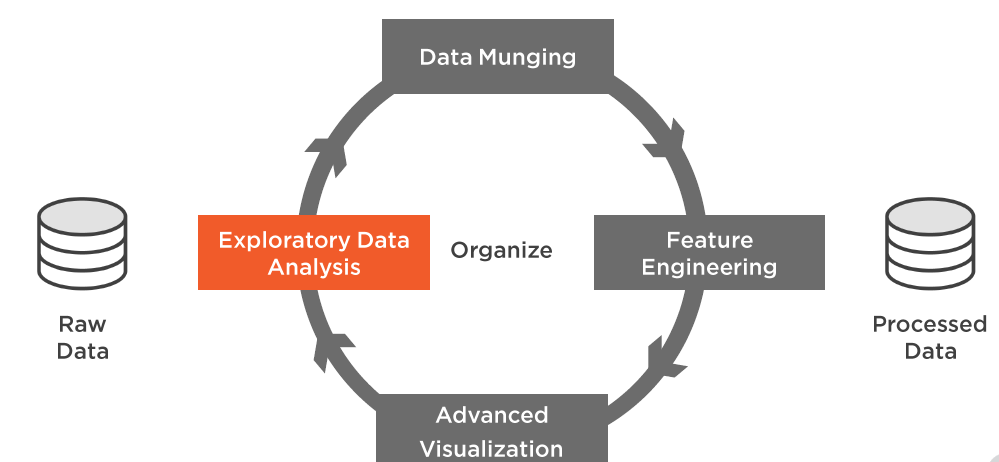 Data Munging
Exploratory Data
Analysis
Organize
Feature
Engineering
Raw
Data
Processed
Data
Advanced
Visualization